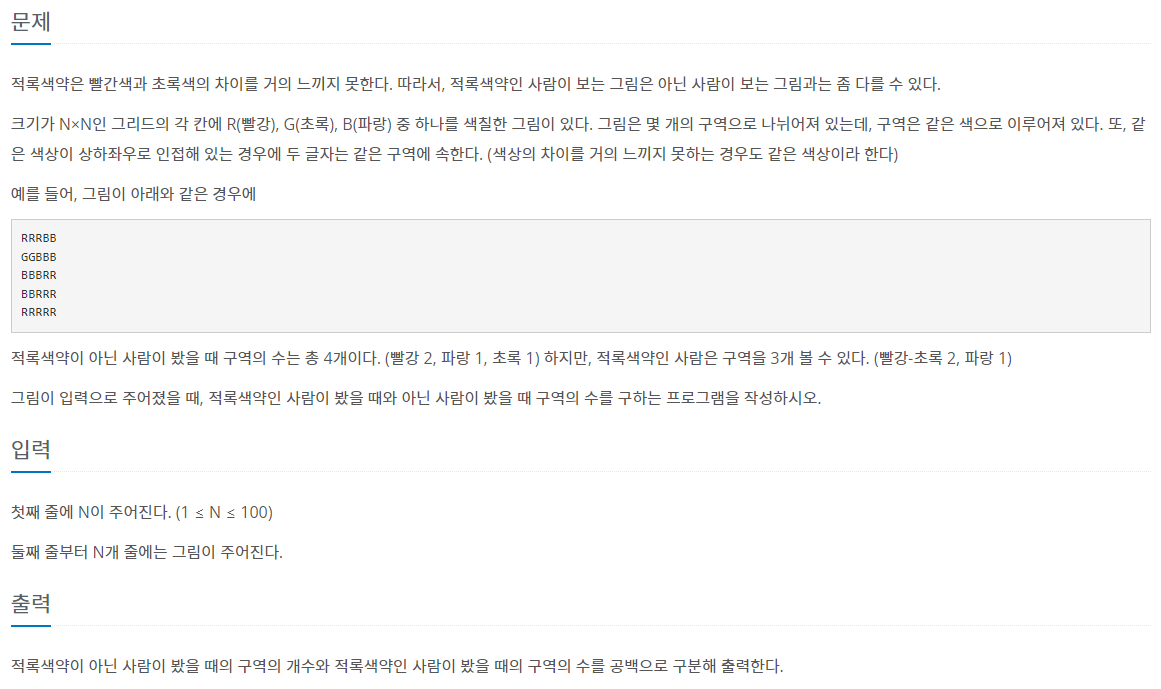 문제
적록색약은 빨간색과 초록색의 차이를 거의 느끼지 못한다. 따라서, 적록색약인 사람이 보는 그림은 아닌 사람이 보는 그림과는 좀 다를 수 있다.
크기가 N×N인 그리드의 각 칸에 R(빨강), G(초록), B(파랑) 중 하나를 색칠한 그림이 있다. 그림은 몇 개의 구역으로 나뉘어져 있는데, 구역은 같은 색으로 이루어져 있다. 또, 같
은 색상이 상하좌우로 인접해 있는 경우에 두 글자는 같은 구역에 속한다. (색상의 차이를 거의 느끼지 못하는 경우도 같은 색상이라 한다)
예를 들어, 그림이 아래와 같은 경우에
RRRBB
GGBBB
BBBRR
BBRRR
RRRRR
적록색약이 아닌 사람이 봤을 때 구역의 수는 총 4개이다. (빨강 2, 파랑 1, 초록 1) 하지만, 적록색약인 사람은 구역을 3개 볼 수 있다. (빨강-초록 2, 파랑 1)
그림이 입력으로 주어졌을 때, 적록색약인 사람이 봤을 때와 아닌 사람이 봤을 때 구역의 수를 구하는 프로그램을 작성하시오.
입력
첫째 줄에 N이 주어진다. (1 ≤ N ≤ 100)
둘째 줄부터 N개 줄에는 그림이 주어진다.
출력
적록색약이 아닌 사람이 봤을 때의 구역의 개수와 적록색약인 사람이 봤을 때의 구역의 수를 공백으로 구분해 출력한다.